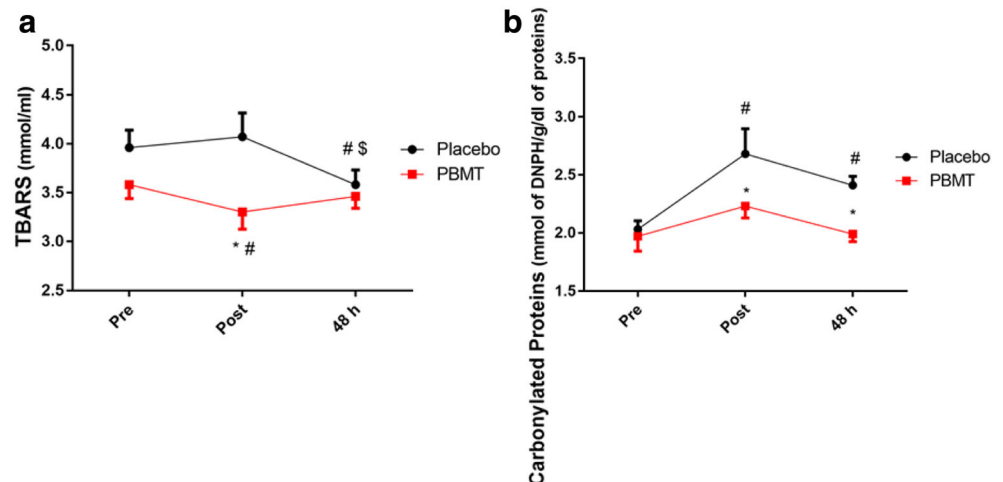 a
TBARS (mmol/ml)
5.0
4.0
3.5
3.0
2.5
# $
* #
Pre
Post
48 h
Placebo
PBMT
b
Carbonylated Proteins (mmol of DNPH/g/dl of proteins)
3.5
3.0
2.5
2.0
1.5
#
#
*
*
Pre
Post
48 h
Placebo
PBMT